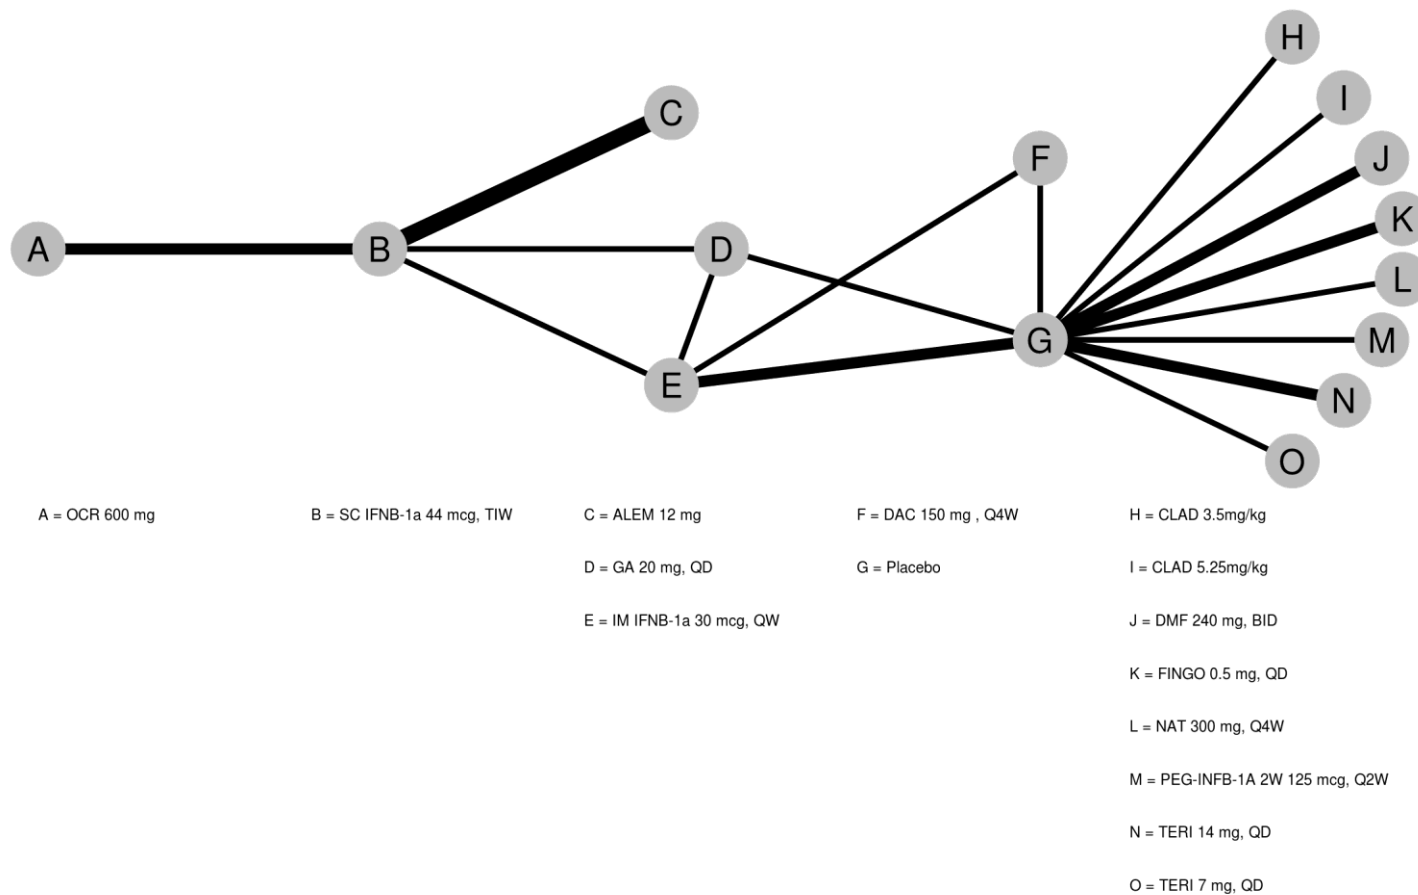 H
I
C
J
F
K
A
B
D
L
G
M
E
N
O
A = OCR 600 mg
B = SC IFNB-1a 44 mcg, TIW
C = ALEM 12 mg
F = DAC 150 mg , Q4W
H = CLAD 3.5mg/kg
D = GA 20 mg, QD
G = Placebo
I = CLAD 5.25mg/kg
E = IM IFNB-1a 30 mcg, QW
J = DMF 240 mg, BID
K = FINGO 0.5 mg, QD
L = NAT 300 mg, Q4W
M = PEG-INFB-1A 2W 125 mcg, Q2W
N = TERI 14 mg, QD
O = TERI 7 mg, QD